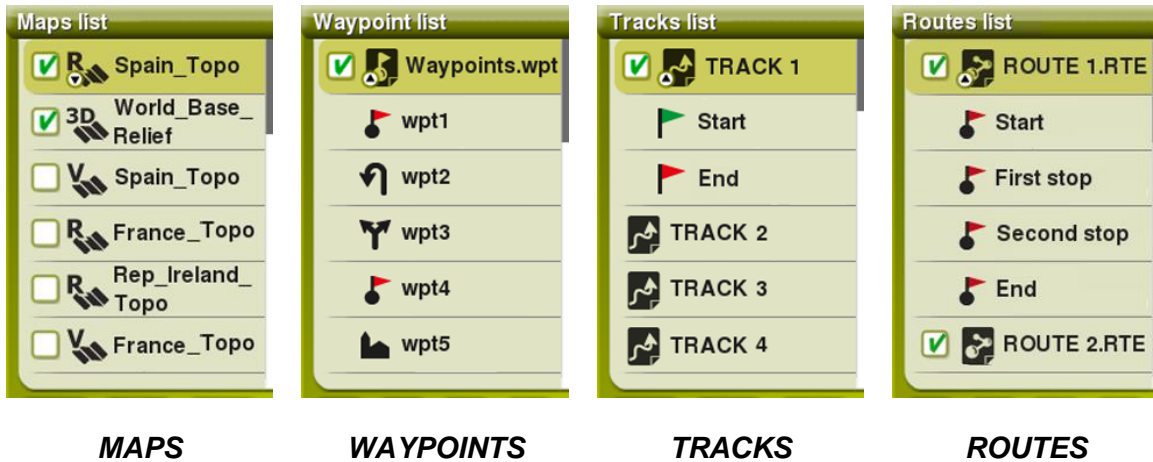 Maps list
R Spain_Topo
3D World_Base_
Relief
V Spain_Topo
R France_Topo
R Rep_Ireland_
Topo
V France_Topo
MAPS
Waypoint list
Waypoints.wpt
wpt1
wpt2
wpt3
wpt4
wpt5
WAYPOINTS
Tracks list
TRACK 1
Start
End
TRACK 2
TRACK 3
TRACK 4
TRACKS
Routes list
ROUTE 1.RTE
Start
First stop
Second stop
End
ROUTE 2.RTE
ROUTES